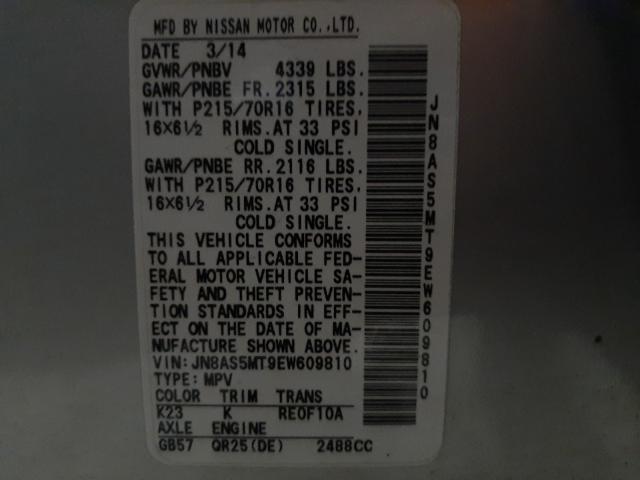 MFD BY NISSAN MOTOR CO.,LTD.
DATE 3/14
GVWR/PNBV 4339 LBS.
GAWR/PNBE FR.2315 LBS.
WITH P215/70R16 TIRES,
16×6½ RIMS.AT 33 PSI
COLD SINGLE.
GAWR/PNBE RR.2116 LBS.
WITH P215/70R16 TIRES,
16×6½ RIMS.AT 33 PSI
COLD SINGLE.
THIS VEHICLE CONFORMS
TO ALL APPLICABLE FED-
ERAL MOTOR VEHICLE SA-
FETY AND THEFT PREVEN-
TION STANDARDS IN EFF-
ECT ON THE DATE OF MA-
NUFACTURE SHOWN ABOVE.
VIN:JN8AS5MT9EW609810
TYPE:MPV
COLOR TRIM TRANS
K23 K RE0F10A
AXLE ENGINE
GB57 QR25(DE) 2488CC
JN8AS5MT9EW609810